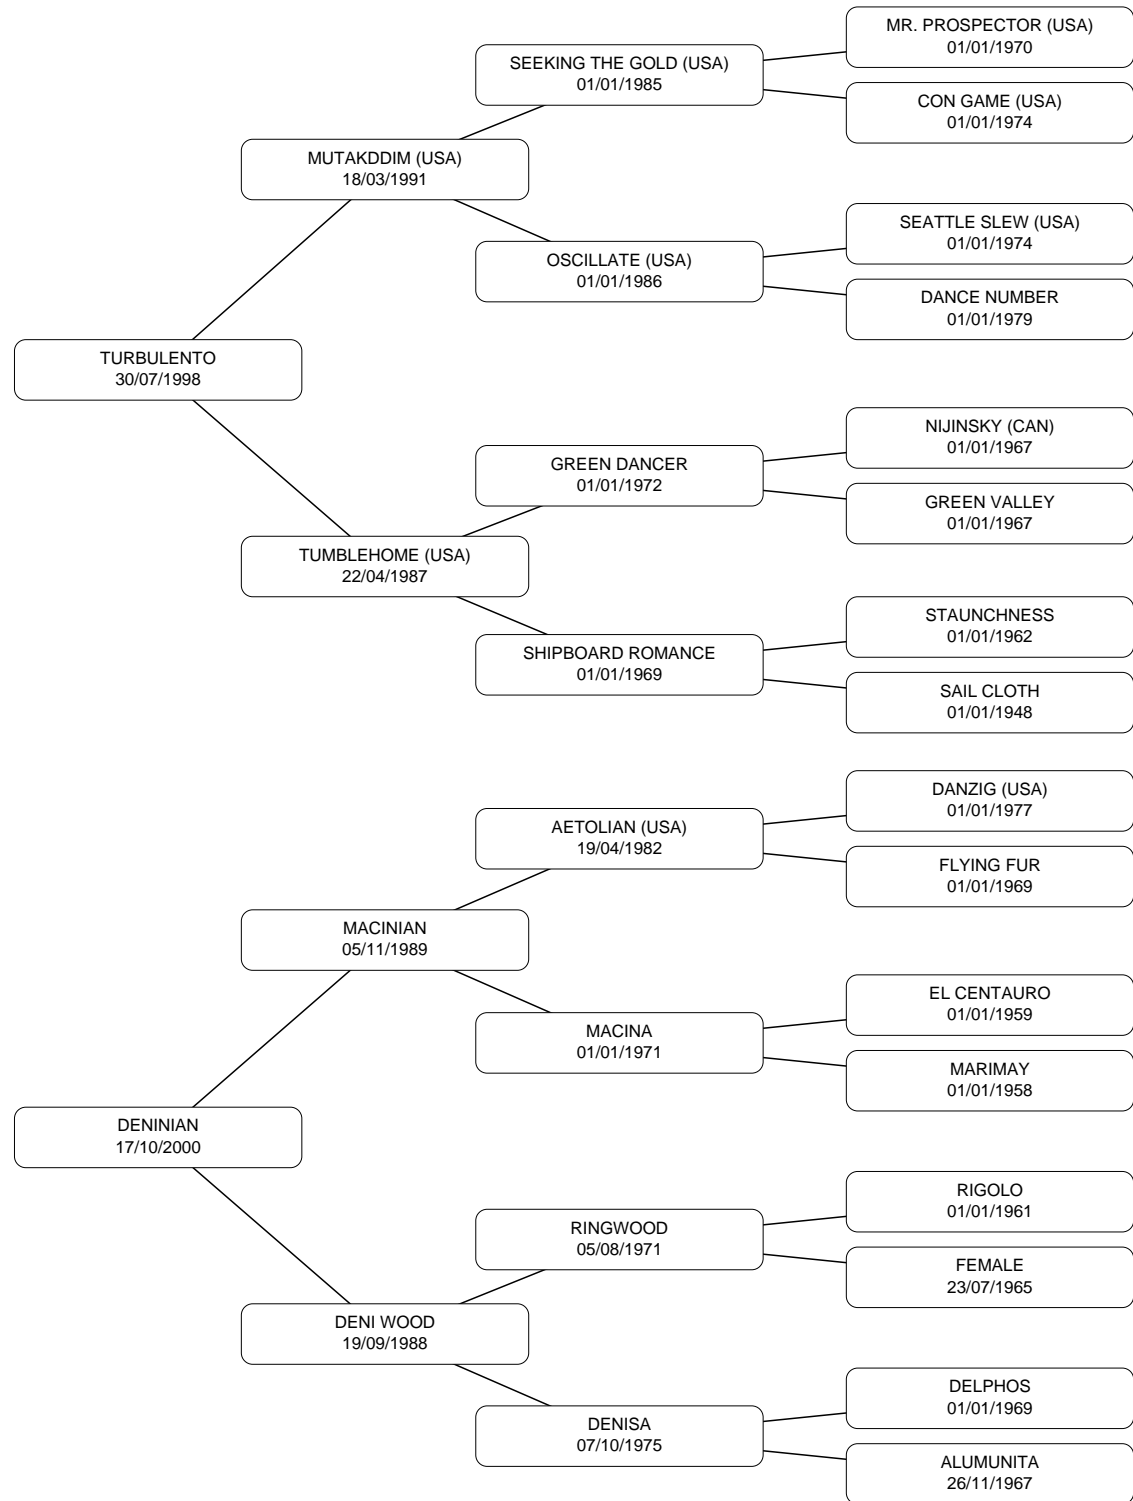 MR. PROSPECTOR (USA)
01/01/1970
SEEKING THE GOLD (USA)
01/01/1985
CON GAME (USA)
01/01/1974
MUTAKDDIM (USA)
18/03/1991
SEATTLE SLEW (USA)
01/01/1974
OSCILLATE (USA)
01/01/1986
DANCE NUMBER
01/01/1979
TURBULENTO
30/07/1998
NIJINSKY (CAN)
01/01/1967
GREEN DANCER
01/01/1972
GREEN VALLEY
01/01/1967
TUMBLEHOME (USA)
22/04/1987
STAUNCHNESS
01/01/1962
SHIPBOARD ROMANCE
01/01/1969
SAIL CLOTH
01/01/1948
DANZIG (USA)
01/01/1977
AETOLIAN (USA)
19/04/1982
FLYING FUR
01/01/1969
MACINIAN
05/11/1989
EL CENTAURO
01/01/1959
MACINA
01/01/1971
MARIMAY
01/01/1958
DENINIAN
17/10/2000
RIGOLO
01/01/1961
RINGWOOD
05/08/1971
FEMALE
23/07/1965
DENI WOOD
19/09/1988
DELPHOS
01/01/1969
DENISA
07/10/1975
ALUMUNITA
26/11/1967